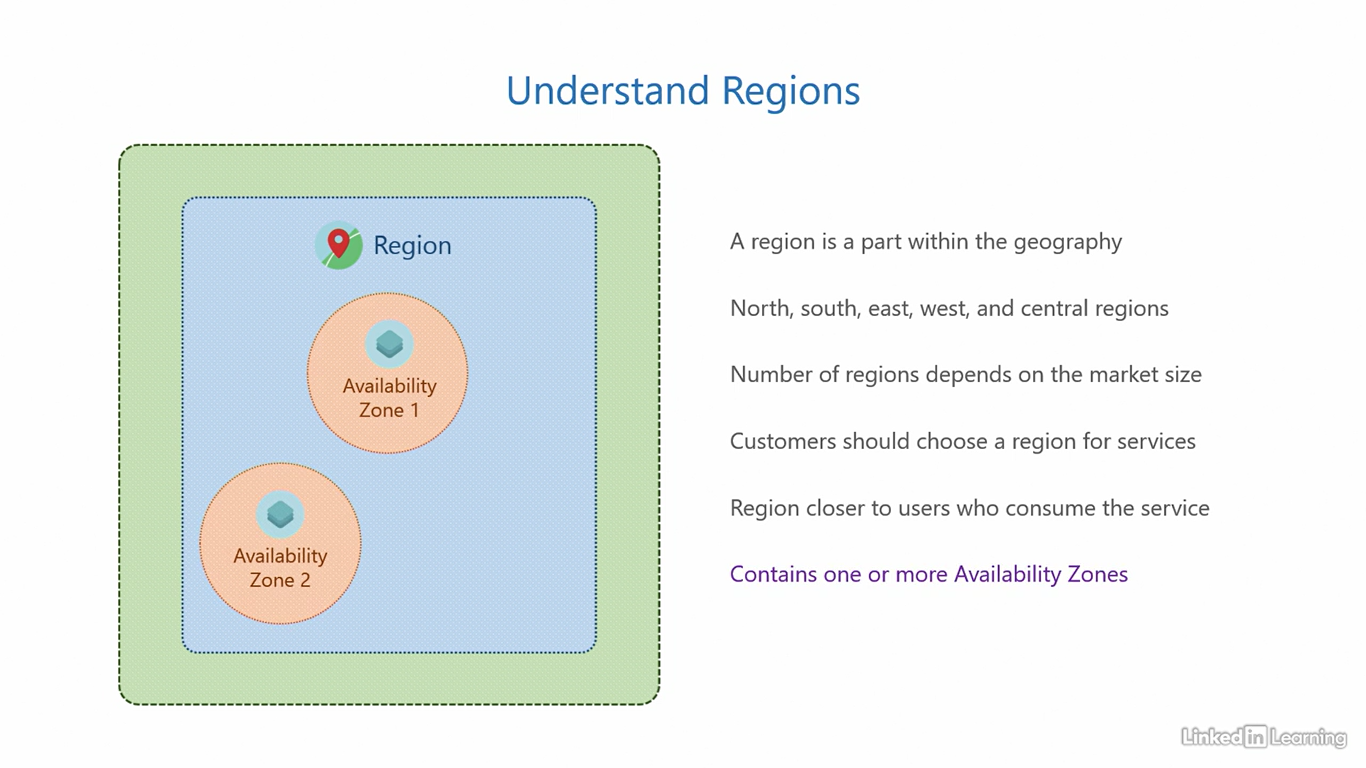 Understand Regions
Region
Availability
Zone 1
Availability
Zone 2
A region is a part within the geography
North, south, east, west, and central regions
Number of regions depends on the market size
Customers should choose a region for services
Region closer to users who consume the service
Contains one or more Availability Zones
Linked in Learning